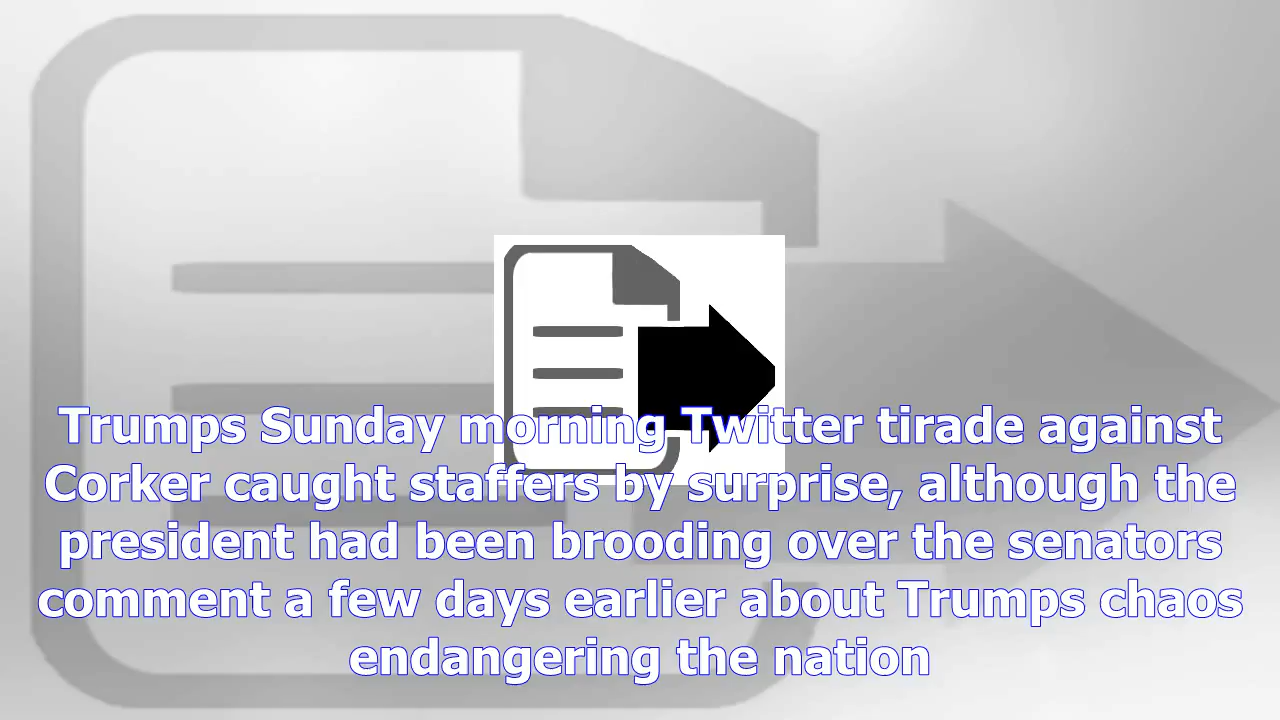 Trumps Sunday morning Twitter tirade against
Corker caught staffers by surprise, although the
president had been brooding over the senators
comment a few days earlier about Trumps chaos
endangering the nation